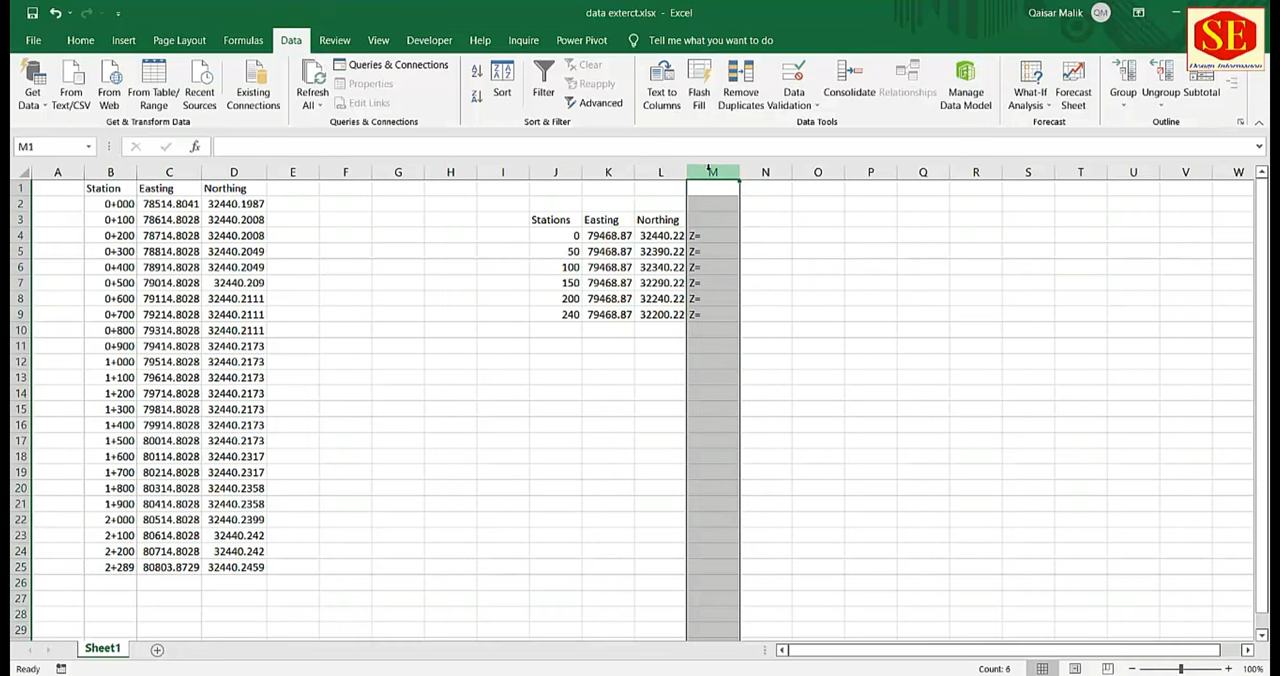 data exterct.xlsx - Excel
Qaisar Malik QM
SE
Design Information
File Home Insert Page Layout Formulas Data Review View Developer Help Inquire Power Pivot Tell me what you want to do
Get Data From Text/CSV From Web From Table/Range Recent Sources Existing Connections
Get & Transform Data
Refresh All Queries & Connections Properties Edit Links
Queries & Connections
Sort Filter Clear Reapply Advanced
Sort & Filter
Text to Columns Flash Fill Remove Duplicates Data Validation Consolidate Relationships Manage Data Model
Data Tools
What-If Analysis Forecast Sheet
Forecast
Group Ungroup Subtotal
Outline
M1 fx
A B C D E F G H I J K L M N O P Q R S T U V W
1 Station Easting Northing
2 0+000 78514.8041 32440.1987
3 0+100 78614.8028 32440.2008 Stations Easting Northing
4 0+200 78714.8028 32440.2008 0 79468.87 32440.22 Z=
5 0+300 78814.8028 32440.2049 50 79468.87 32390.22 Z=
6 0+400 78914.8028 32440.2049 100 79468.87 32340.22 Z=
7 0+500 79014.8028 32440.209 150 79468.87 32290.22 Z=
8 0+600 79114.8028 32440.2111 200 79468.87 32240.22 Z=
9 0+700 79214.8028 32440.2111 240 79468.87 32200.22 Z=
10 0+800 79314.8028 32440.2111
11 0+900 79414.8028 32440.2173
12 1+000 79514.8028 32440.2173
13 1+100 79614.8028 32440.2173
14 1+200 79714.8028 32440.2173
15 1+300 79814.8028 32440.2173
16 1+400 79914.8028 32440.2173
17 1+500 80014.8028 32440.2173
18 1+600 80114.8028 32440.2317
19 1+700 80214.8028 32440.2317
20 1+800 80314.8028 32440.2358
21 1+900 80414.8028 32440.2358
22 2+000 80514.8028 32440.2399
23 2+100 80614.8028 32440.242
24 2+200 80714.8028 32440.242
25 2+289 80803.8729 32440.2459
26
27
28
29
Sheet1
Ready Count: 6 100%